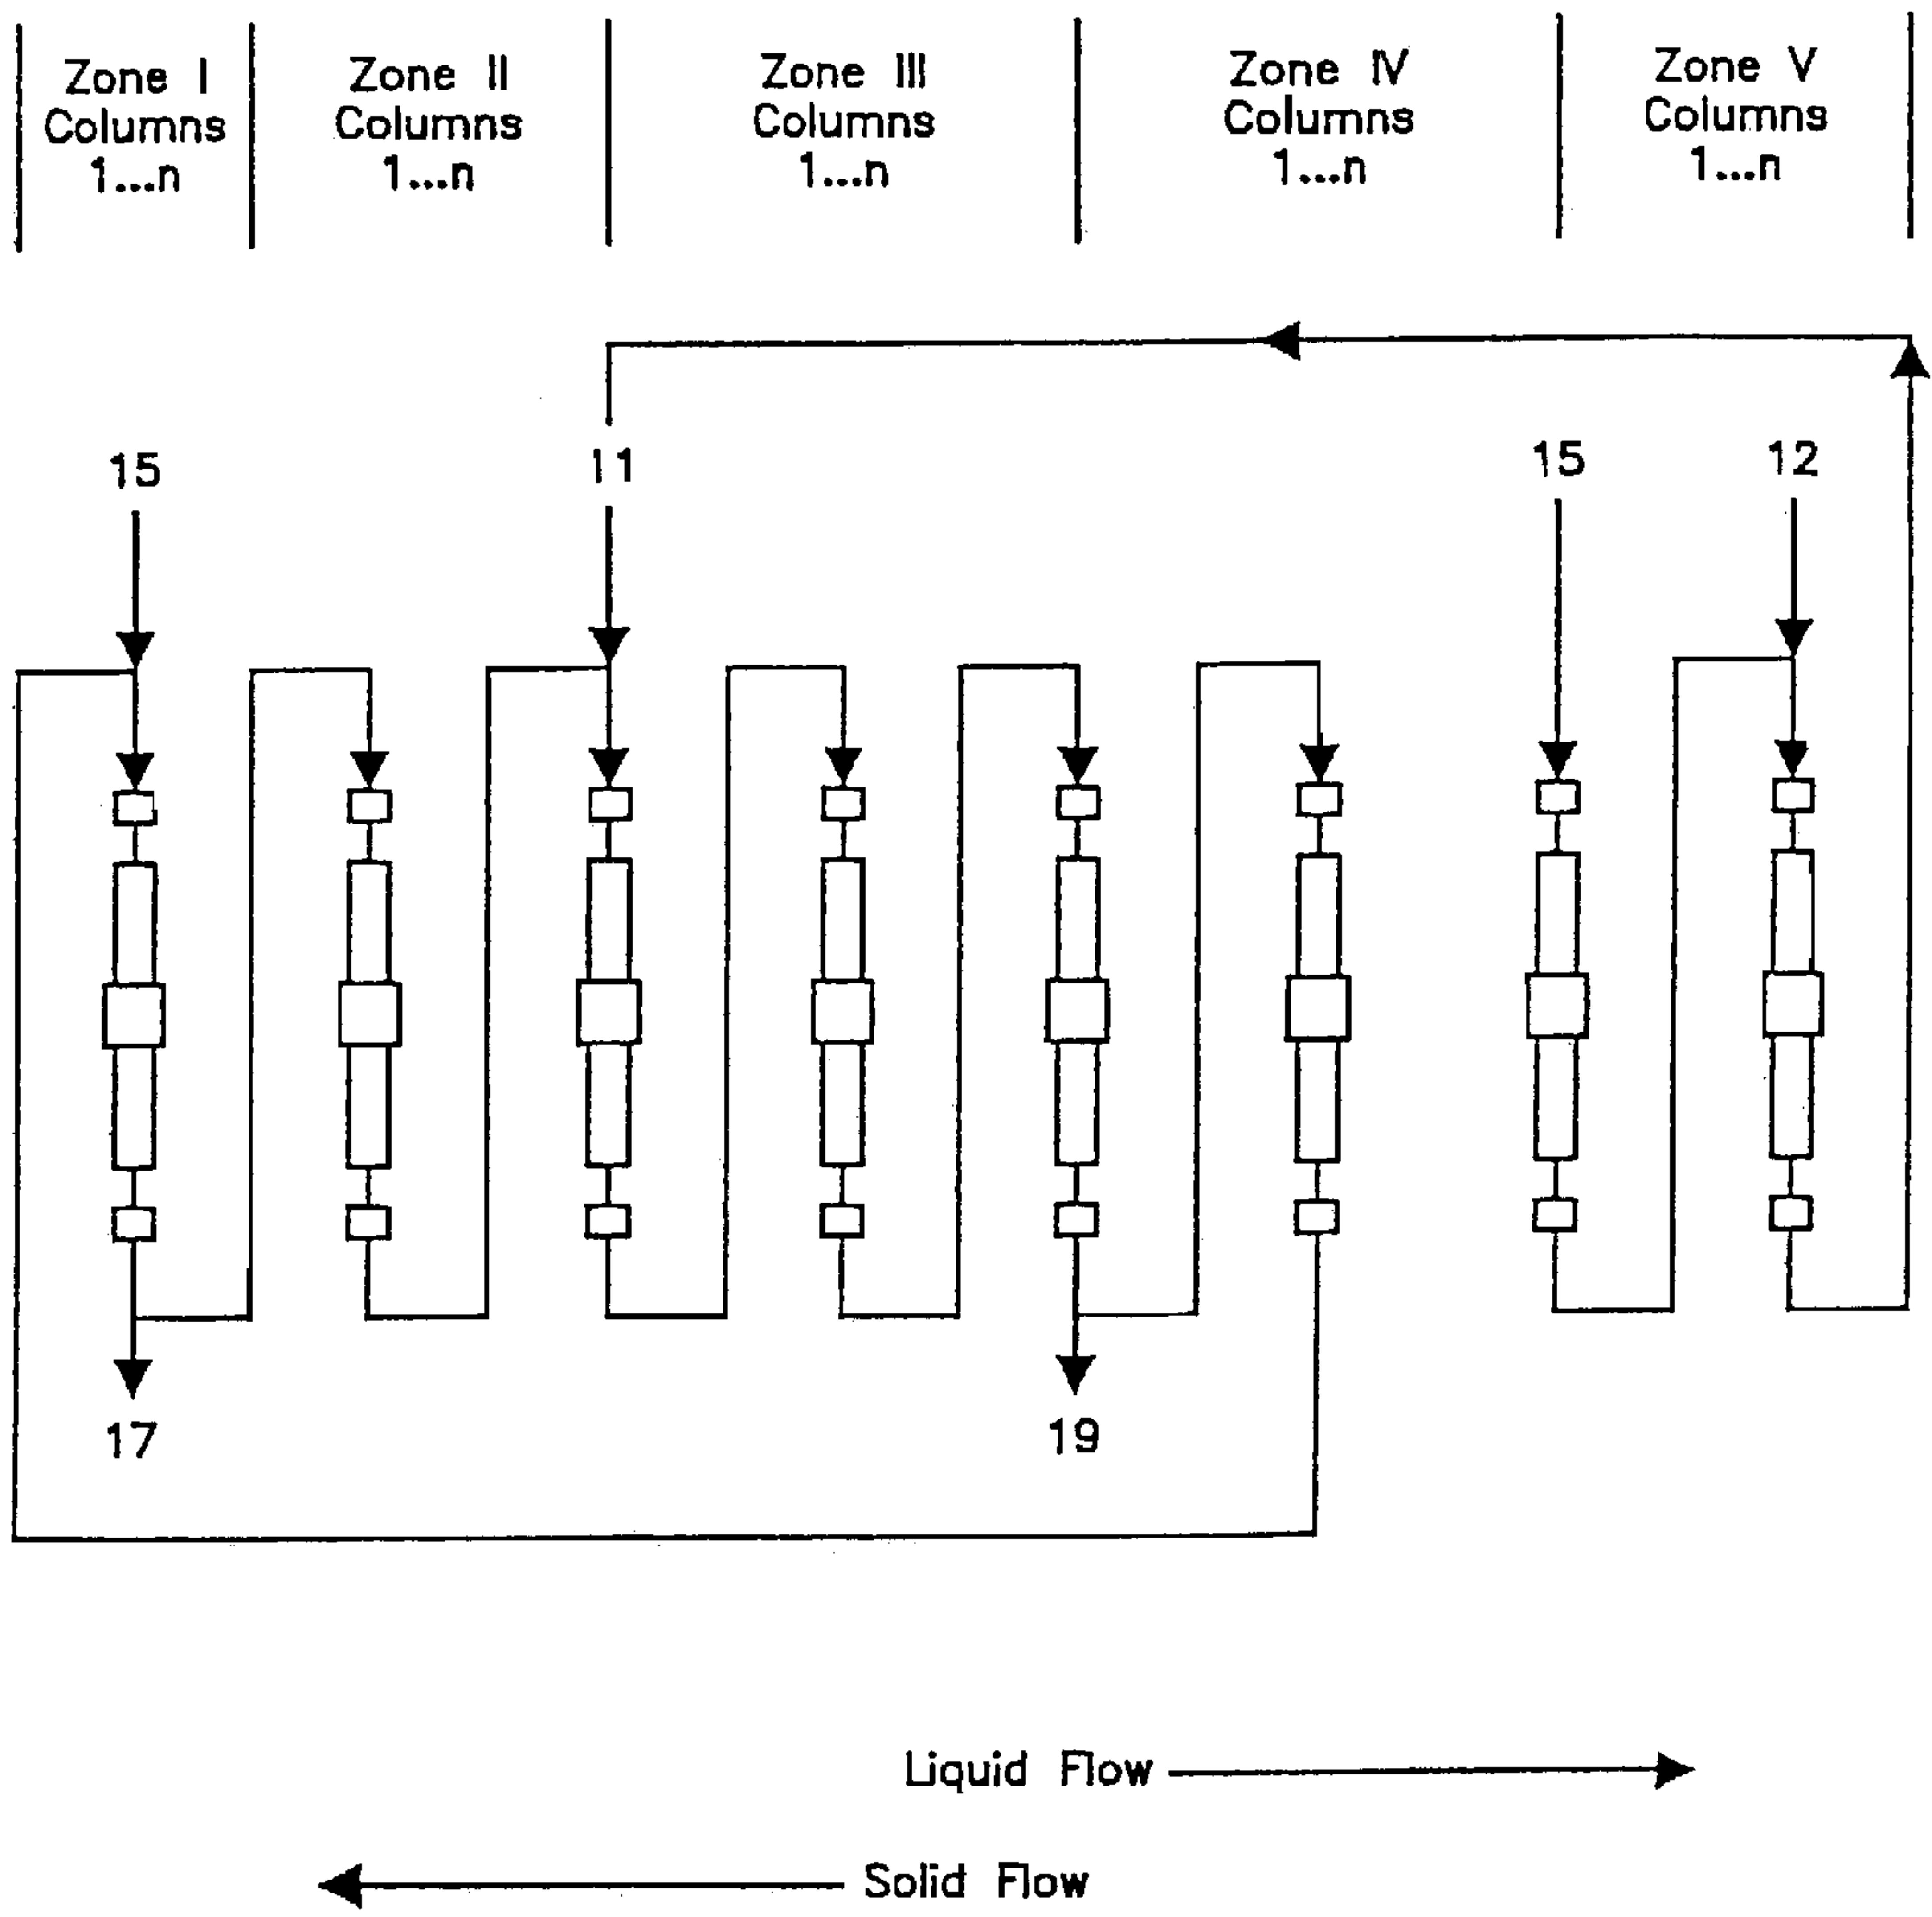 Zone I
Columns
1...n
Zone II
Columns
1...n
Zone III
Columns
1...n
Zone IV
Columns
1...n
Zone V
Columns
1...n
15
11
15
12
17
19
Liquid Flow
Solid Flow